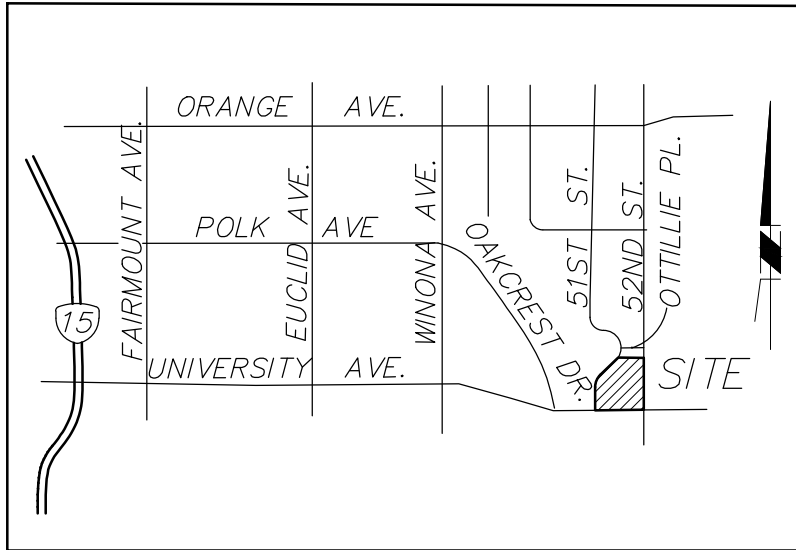 ORANGE AVE.
FAIRMOUNT AVE.
EUCLID AVE.
WINONA AVE.
POLK AVE
OAKCREST DR.
51ST ST.
52ND ST.
OTTILLIE PL.
15
UNIVERSITY AVE.
SITE